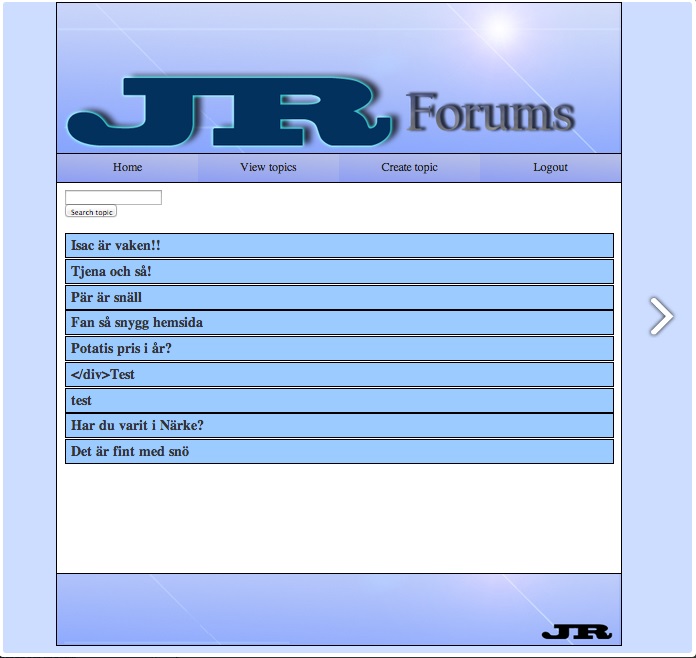 JR Forums
Home View topics Create topic Logout
Search topic
Isac är vaken!!
Tjena och så!
Pär är snäll
Fan så snygg hemsida
Potatis pris i år?
</div>Test
test
Har du varit i Närke?
Det är fint med snö
JR